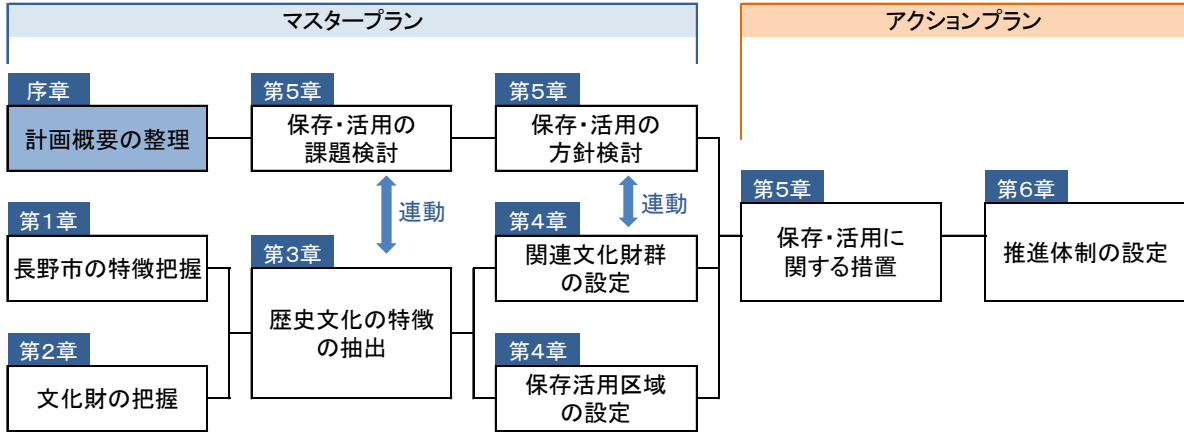 マスタープラン
アクションプラン
序章
計画概要の整理
第5章
保存・活用の
課題検討
第5章
保存・活用の
方針検討
連動
連動
第1章
長野市の特徴把握
第2章
文化財の把握
第3章
歴史文化の特徴
の抽出
第4章
関連文化財群
の設定
第4章
保存活用区域
の設定
第5章
保存・活用に
関する措置
第6章
推進体制の設定